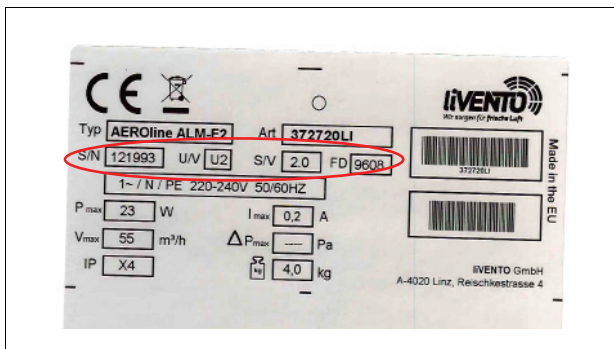 CE
liVENTO
Wir sorgen für frische Luft
Typ AEROline ALM-E2 Art 372720LI
S/N 121993 U/V U2 S/V 2.0 FD 9608
1~ / N / PE 220-240V 50/60HZ
372720LI
P max 23 W I max 0,2 A
Vmax 55 m³/h Δ Pmax ---- Pa
IP X4 kg 4,0 kg
Made in the EU
liVENTO GmbH
A-4020 Linz, Reischkestrasse 4